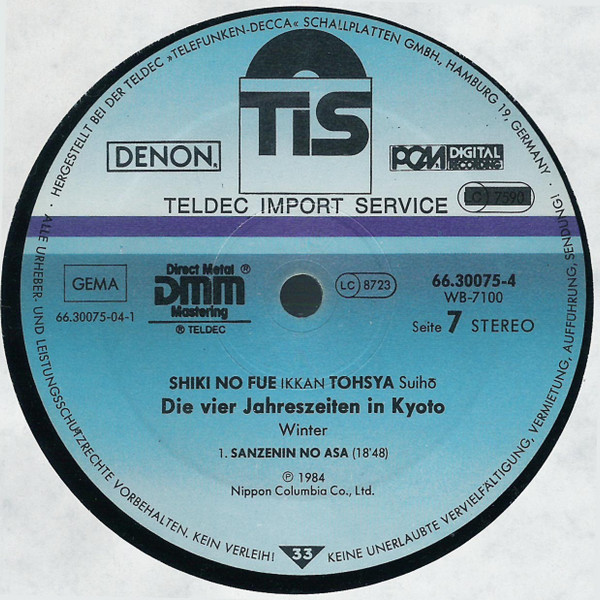 HERGESTELLT BEI DER TELDEC »TELEFUNKEN-DECCA« SCHALLPLATTEN GMBH, HAMBURG 19, GERMANY ·
TiS
DENON®
PCM DIGITAL RECORDING
TELDEC IMPORT SERVICE
LC 7590
GEMA
Direct Metal ®
DMM
Mastering
® TELDEC
66.30075-04-1
LC 8723
66.30075-4
WB-7100
Seite 7 STEREO
SHIKI NO FUE IKKAN TOHSYA Suihō
Die vier Jahreszeiten in Kyoto
Winter
1. SANZENIN NO ASA (18'48)
℗ 1984
Nippon Columbia Co., Ltd.
33
· ALLE URHEBER- UND LEISTUNGSSCHUTZRECHTE VORBEHALTEN. KEIN VERLEIH! KEINE UNERLAUBTE VERVIELFÄLTIGUNG, VERMIETUNG, AUFFÜHRUNG, SENDUNG! ·